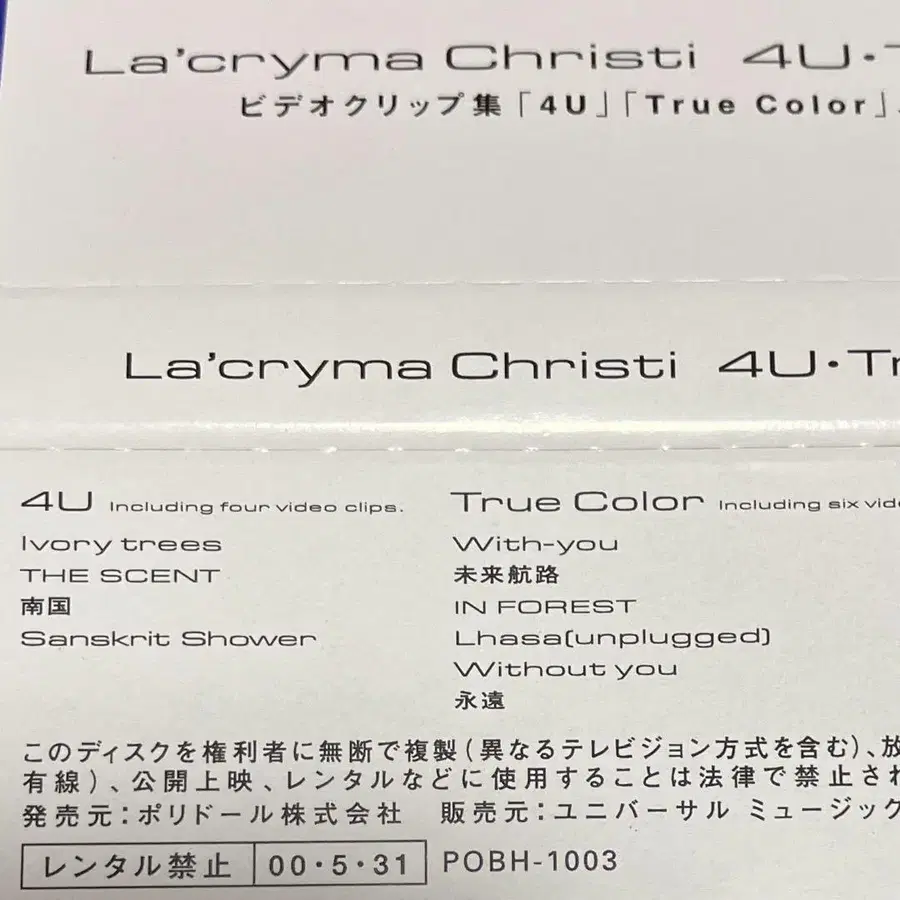 La'cryma Christi 4U・
ビデオクリップ集「4U」「True Color」
La'cryma Christi 4U・Tr
4U Including four video clips.
Ivory trees
THE SCENT
南国
Sanskrit Shower
True Color Including six
With-you
未来航路
IN FOREST
Lhasa(unplugged)
Without you
永遠
このディスクを権利者に無断で複製(異なるテレビジョン方式を含む)、放
有線)、公開上映、レンタルなどに使用することは法律で禁止され
発売元:ポリドール株式会社 販売元:ユニバーサル ミュージック
レンタル禁止 00・5・31 POBH-1003